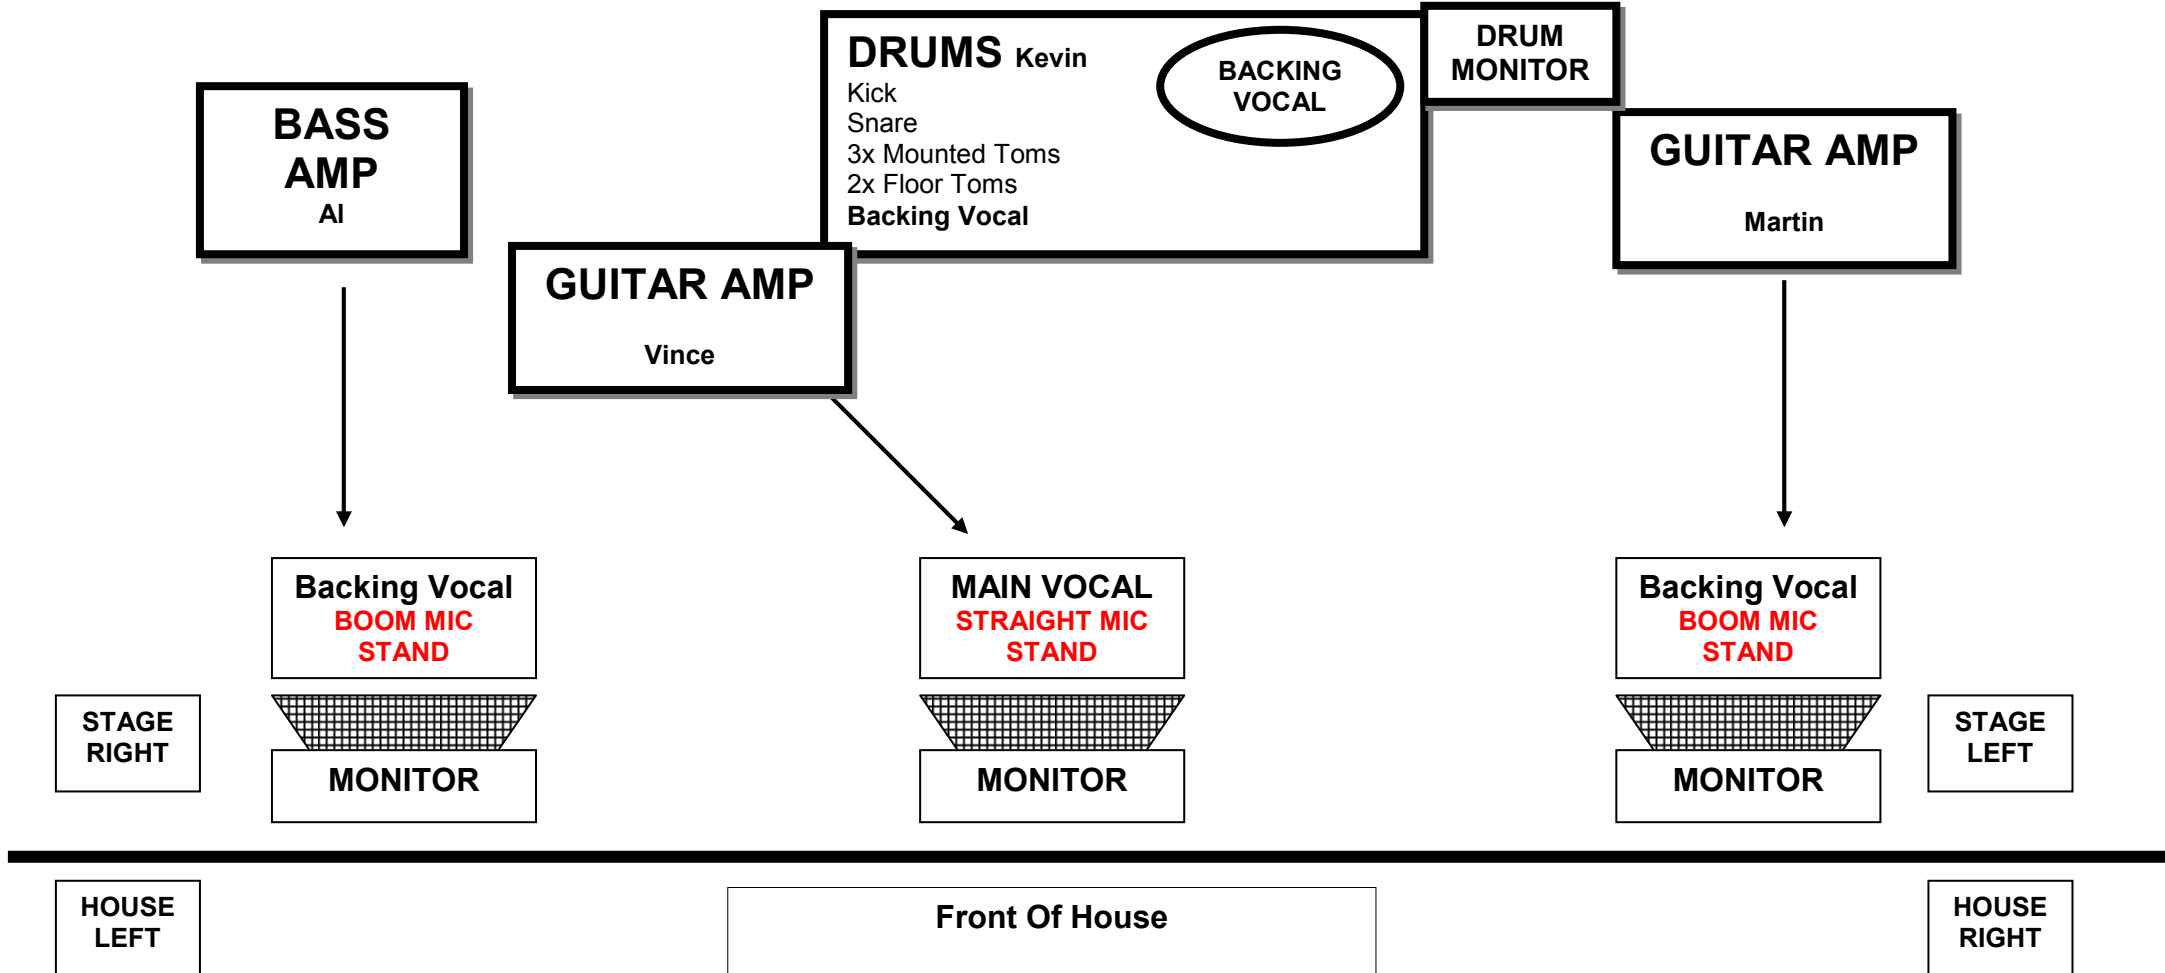 DRUMS Kevin
Kick
Snare
3x Mounted Toms
2x Floor Toms
Backing Vocal
BACKING
VOCAL
DRUM
MONITOR
BASS
AMP
Al
GUITAR AMP
Martin
GUITAR AMP
Vince
Backing Vocal
BOOM MIC
STAND
MAIN VOCAL
STRAIGHT MIC
STAND
Backing Vocal
BOOM MIC
STAND
STAGE
RIGHT
MONITOR
MONITOR
MONITOR
STAGE
LEFT
HOUSE
LEFT
Front Of House
HOUSE
RIGHT